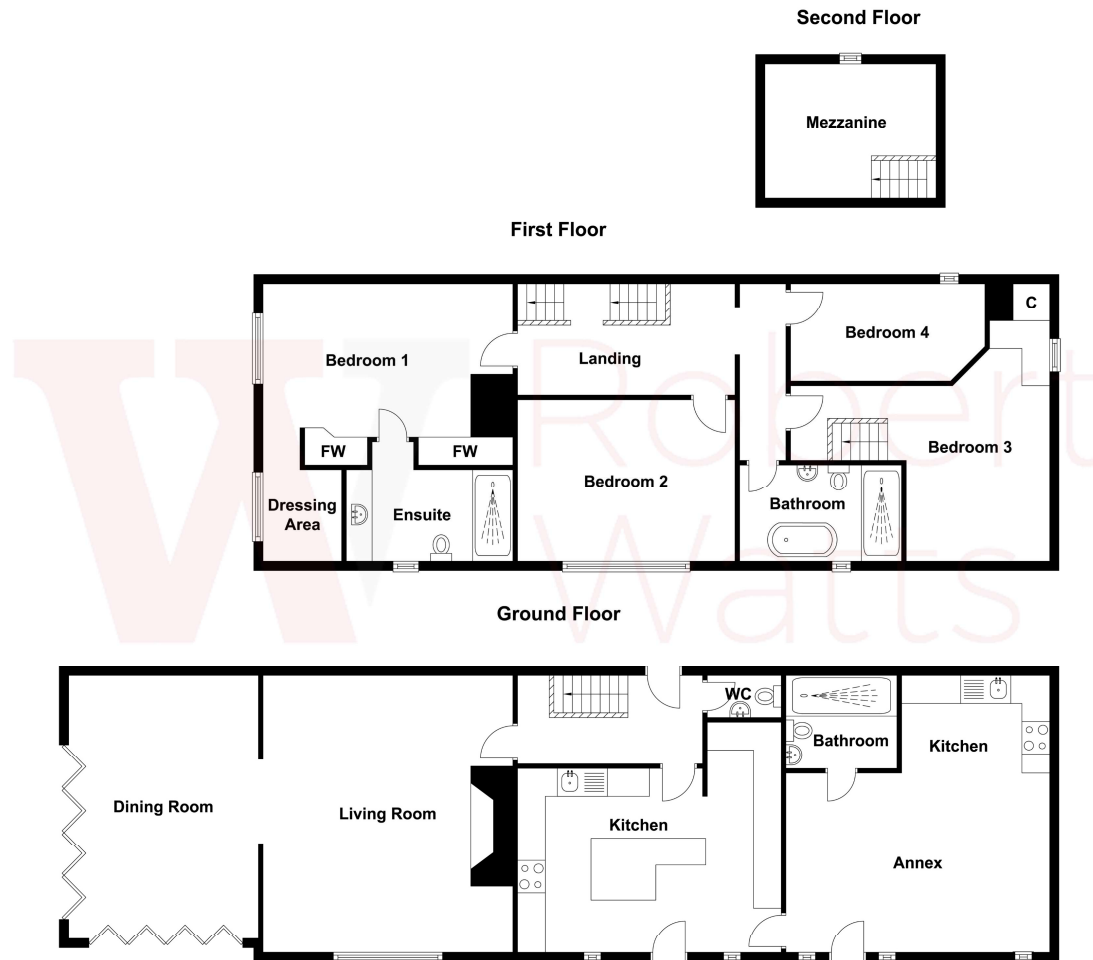 Second Floor
Mezzanine
First Floor
C
Bedroom 4
Bedroom 1
Landing
Bedroom 3
FW
FW
Bedroom 2
Dressing
Area
Ensuite
Bathroom
Robert
Watts
Ground Floor
WC
Bathroom
Kitchen
Dining Room
Living Room
Kitchen
Annex